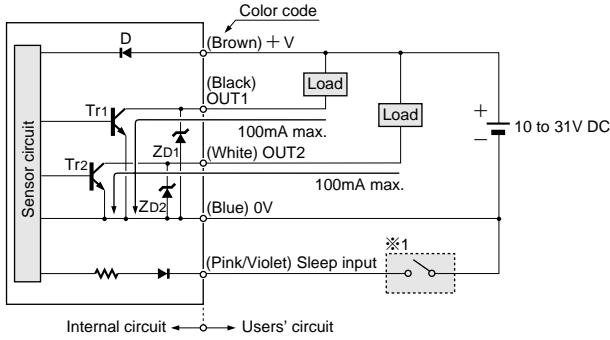 Color code
D
(Brown) + V
(Black)
OUT1
Load
Load
Tr1
100mA max.
+
−
10 to 31V DC
ZD1
(White) OUT2
Tr2
100mA max.
Sensor circuit
ZD2
(Blue) 0V
※1
(Pink/Violet) Sleep input
Internal circuit
Users' circuit